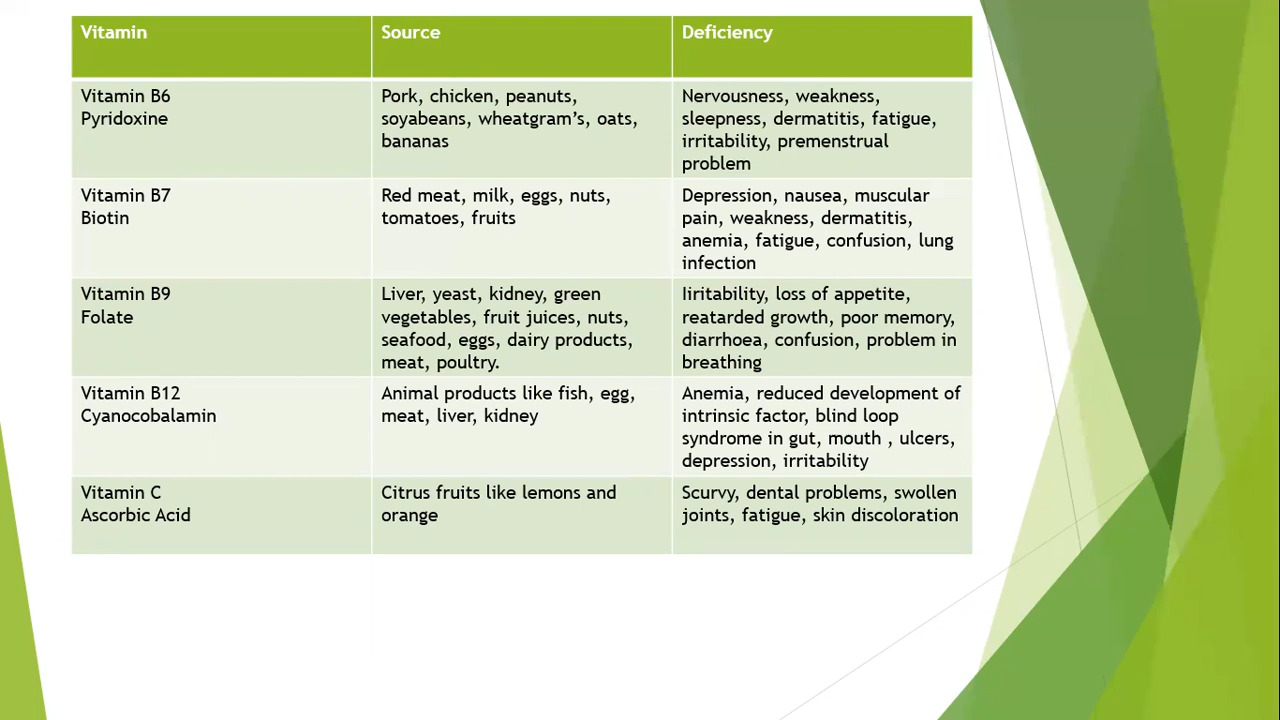 Vitamin
Source
Deficiency
Vitamin B6
Pyridoxine
Pork, chicken, peanuts,
soyabeans, wheatgram’s, oats,
bananas
Nervousness, weakness,
sleepness, dermatitis, fatigue,
irritability, premenstrual
problem
Vitamin B7
Biotin
Red meat, milk, eggs, nuts,
tomatoes, fruits
Depression, nausea, muscular
pain, weakness, dermatitis,
anemia, fatigue, confusion, lung
infection
Vitamin B9
Folate
Liver, yeast, kidney, green
vegetables, fruit juices, nuts,
seafood, eggs, dairy products,
meat, poultry.
Iiritability, loss of appetite,
reatarded growth, poor memory,
diarrhoea, confusion, problem in
breathing
Vitamin B12
Cyanocobalamin
Animal products like fish, egg,
meat, liver, kidney
Anemia, reduced development of
intrinsic factor, blind loop
syndrome in gut, mouth , ulcers,
depression, irritability
Vitamin C
Ascorbic Acid
Citrus fruits like lemons and
orange
Scurvy, dental problems, swollen
joints, fatigue, skin discoloration